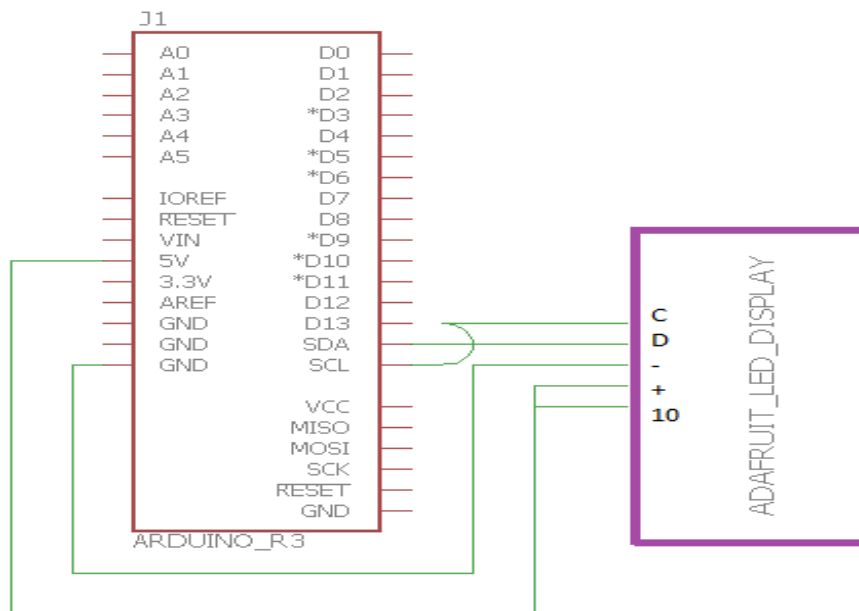 J1
A0 D0
A1 D1
A2 D2
A3 *D3
A4 D4
A5 *D5
*D6
IOREF D7
RESET D8
VIN *D9
5V *D10
3.3V *D11
AREF D12
GND D13
GND SDA
GND SCL
VCC
MISO
MOSI
SCK
RESET
GND
ARDUINO_R3
C
D
-
+
10
ADAFRUIT_LED_DISPLAY